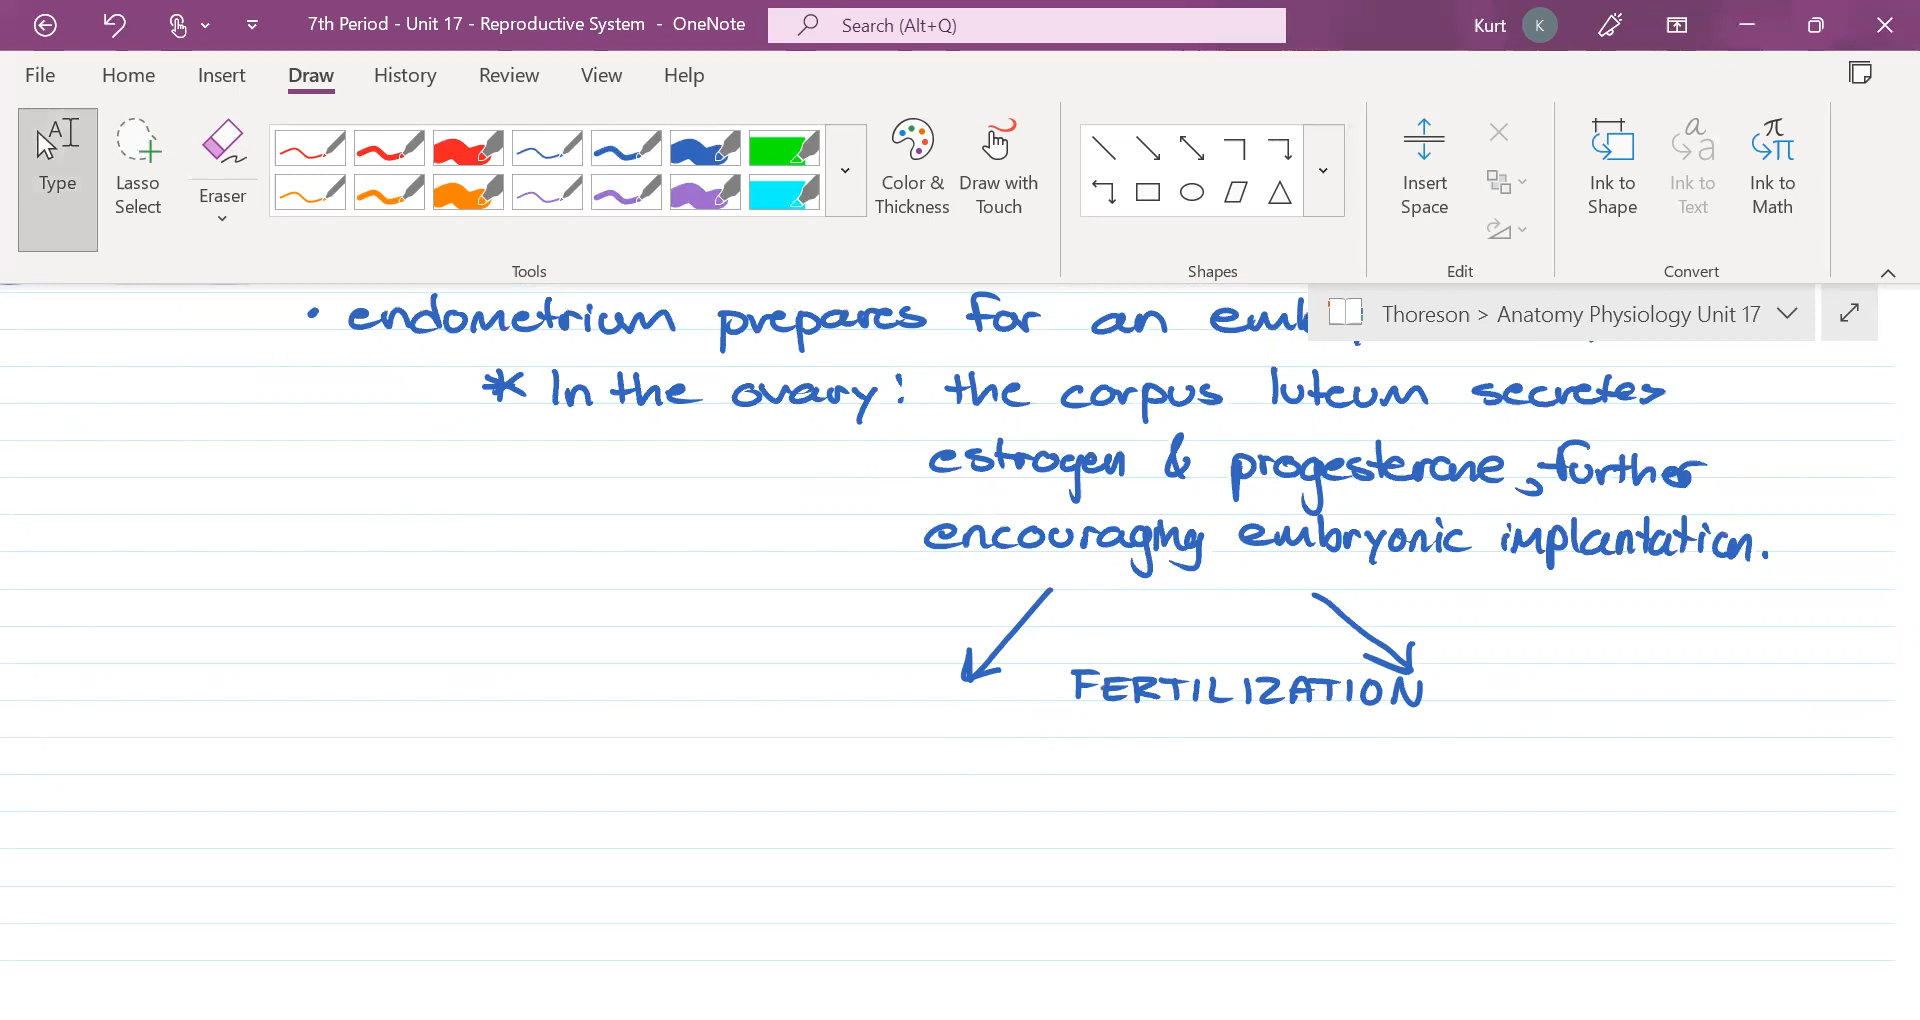 7th Period - Unit 17 - Reproductive System - OneNote
Search (Alt+Q)
Kurt
K
File Home Insert Draw History Review View Help
Type
Lasso Select
Eraser
Color & Thickness
Draw with Touch
Insert Space
Ink to Shape
Ink to Text
Ink to Math
Tools
Shapes
Edit
Convert
Thoreson > Anatomy Physiology Unit 17
• endometrium prepares for an
* In the ovary: the corpus luteum secretes
estrogen & progesterone, further
encouraging embryonic implantation.
FERTILIZATION